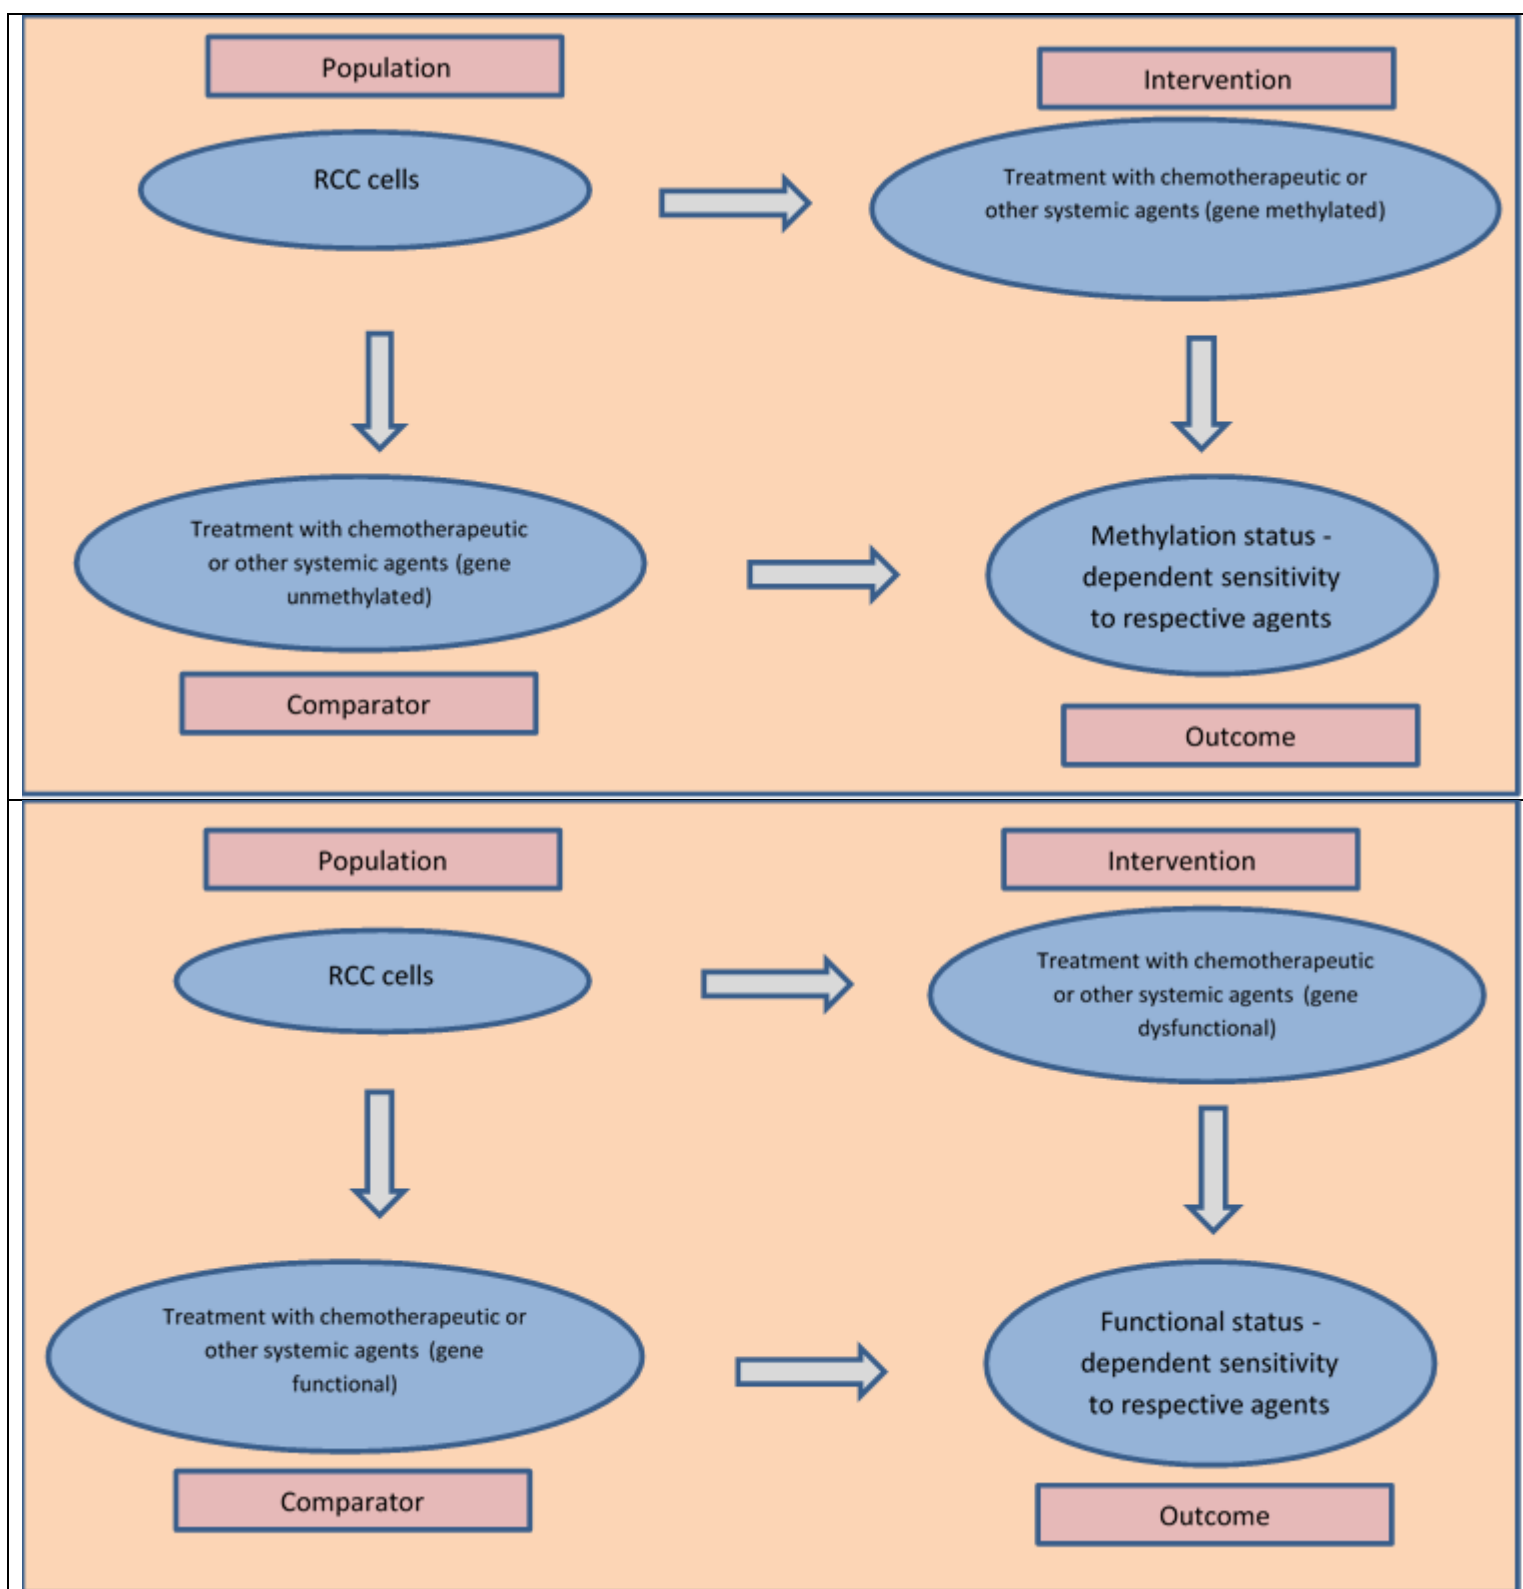 Population
Intervention
RCC cells
Treatment with chemotherapeutic or
other systemic agents (gene methylated)
Treatment with chemotherapeutic
or other systemic agents (gene
unmethylated)
Methylation status -
dependent sensitivity
to respective agents
Comparator
Outcome
Population
Intervention
RCC cells
Treatment with chemotherapeutic
or other systemic agents (gene
dysfunctional)
Treatment with chemotherapeutic or
other systemic agents (gene
functional)
Functional status -
dependent sensitivity
to respective agents
Comparator
Outcome